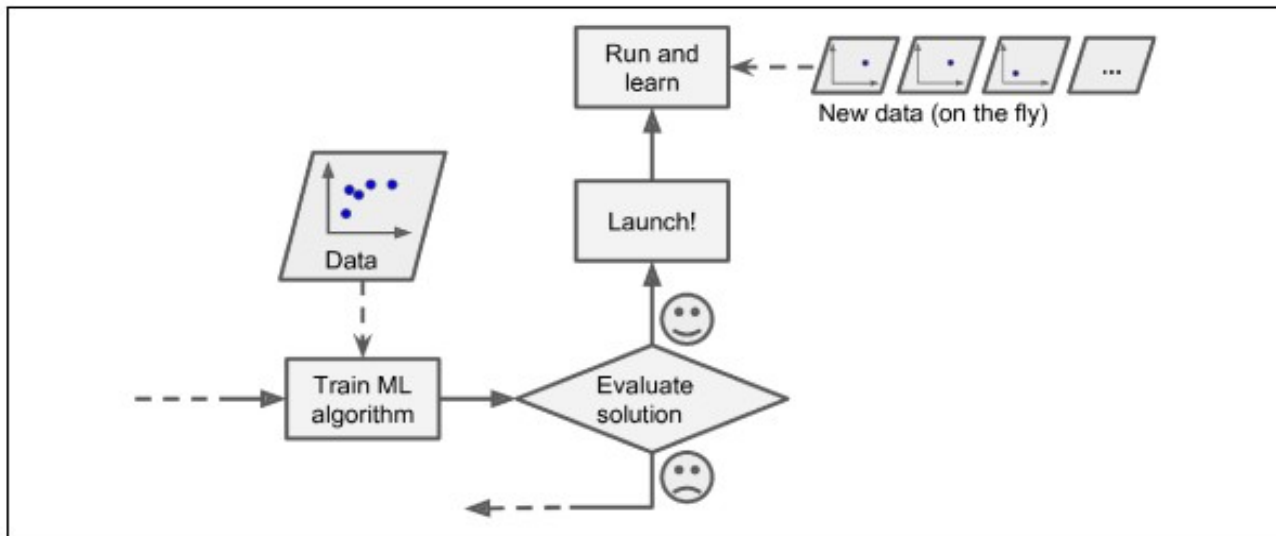 Run and
learn
...
New data (on the fly)
Launch!
Data
Train ML
algorithm
Evaluate
solution